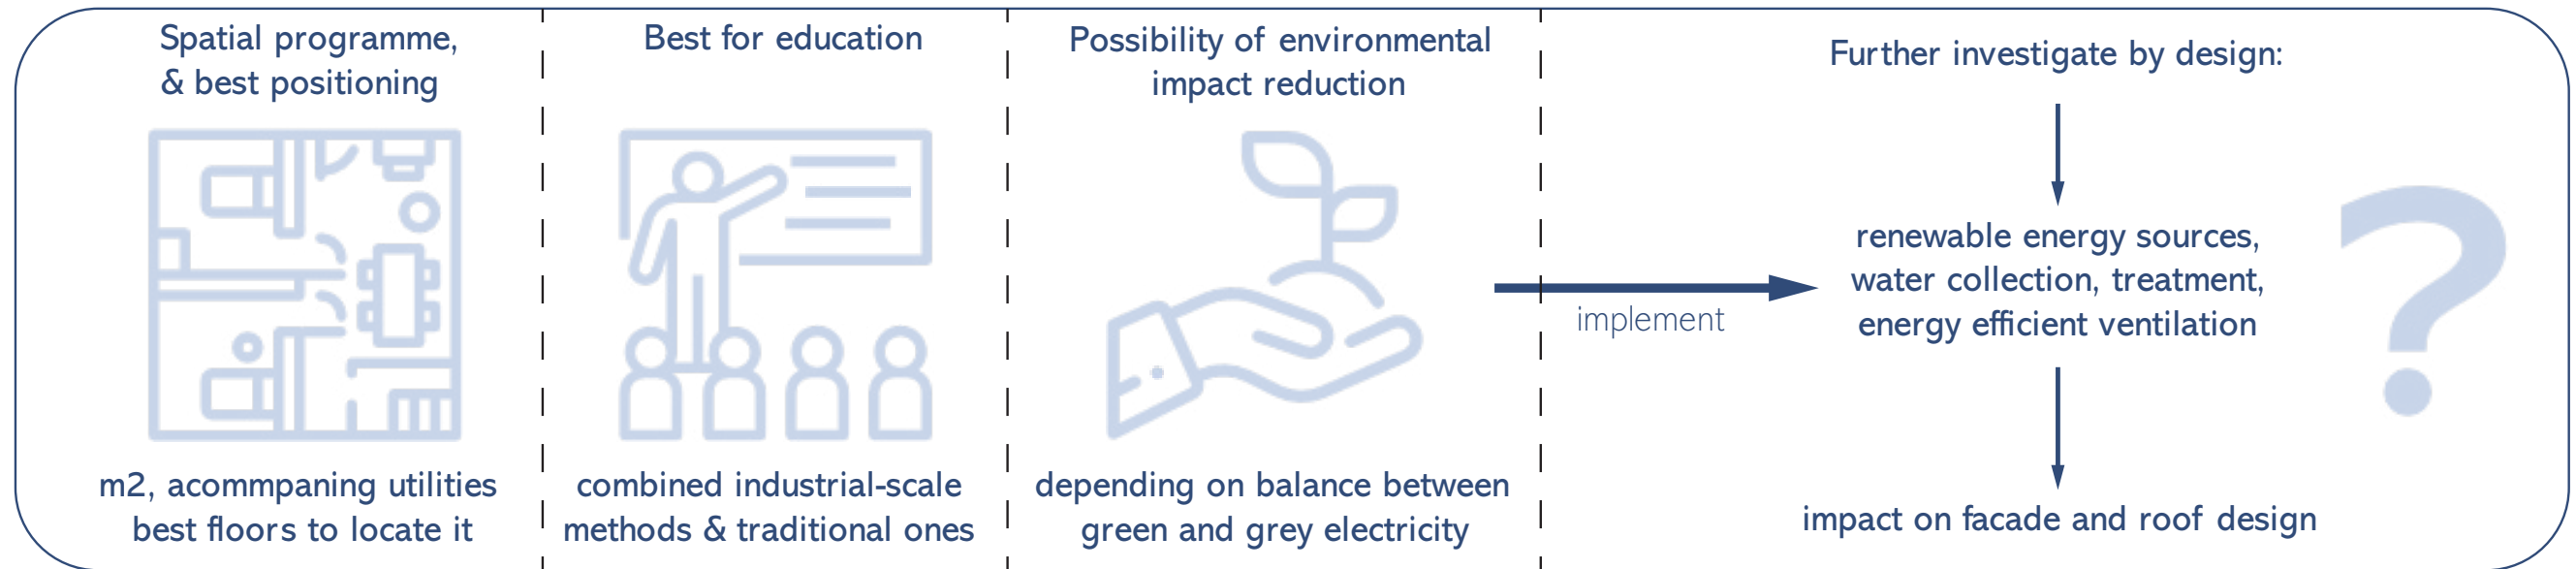 Spatial programme,
& best positioning
m2, acommpaning utilities
best floors to locate it
Best for education
combined industrial-scale
methods & traditional ones
Possibility of environmental
impact reduction
depending on balance between
green and grey electricity
implement
Further investigate by design:
renewable energy sources,
water collection, treatment,
energy efficient ventilation
?
impact on facade and roof design